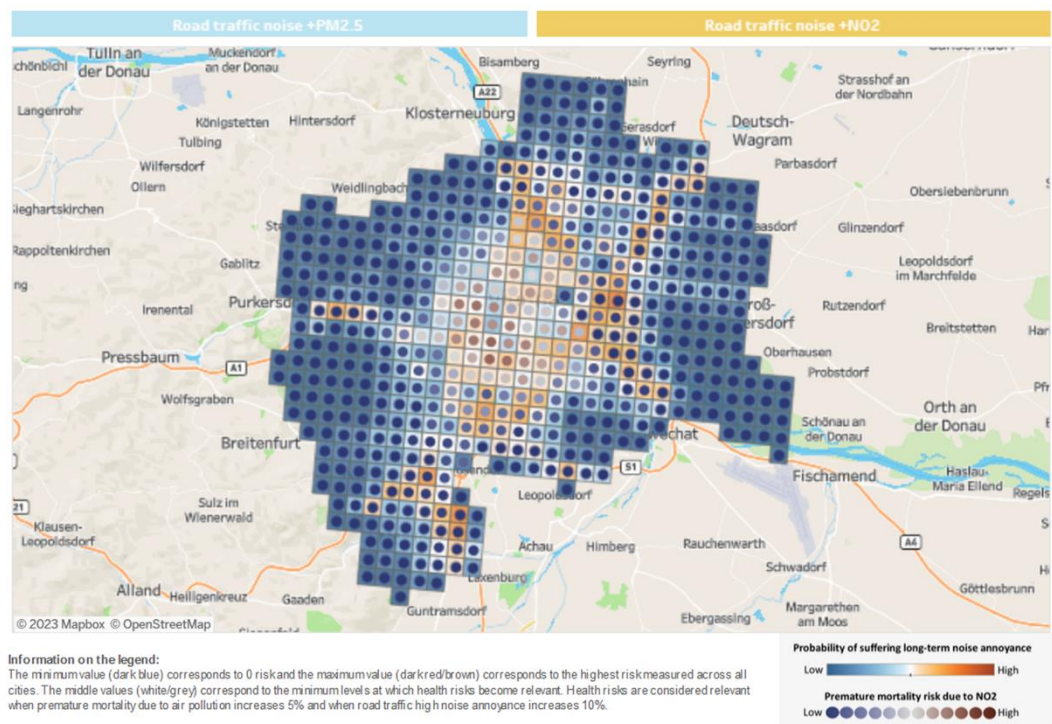 Road traffic noise +PM2.5
Road traffic noise +NO2
Tulln an
der Donau
Muckendorf
an der Donau
Bisamberg
Seyring
Strasshof an
der Nordbahn
Langenrohr
A22
Klosterneuburg
Königstetten
Hintersdorf
Deutsch-
Wagram
Tulbing
Parbasdorf
Wilfersdorf
Ollern
Weidlingbach
Obersiebenbrunn
Sieghartskirchen
Glinzendorf
Rappoltenkirchen
Gablitz
Leopoldsdorf
im Marchfelde
Irenental
Rutzendorf
Breitstetten
Pressbaum
Oberhausen
A1
Probstdorf
Wolfsgraben
Orth an
der Donau
Schönau an
der Donau
Breitenfurt
S1
Fischamend
Haslau-
Maria Ellend
Leopoldsdorf
Sulz im
Wienerwald
21
Klausen-
Leopoldsdorf
Achau
Himberg
Rauchenwarth
A4
Schwadorf
Laxenburg
Göttlesbrunn
Alland
Heiligenkreuz
Gaaden
Guntramsdorf
Ebergassing
Margarethen
am Moos
© 2023 Mapbox © OpenStreetMap
Information on the legend:
The minimum value (dark blue) corresponds to 0 risk and the maximum value (dark red/brown) corresponds to the highest risk measured across all
cities. The middle values (white/grey) correspond to the minimum levels at which health risks become relevant. Health risks are considered relevant
when premature mortality due to air pollution increases 5% and when road traffic high noise annoyance increases 10%.
Probability of suffering long-term noise annoyance
Low High
Premature mortality risk due to NO2
Low High